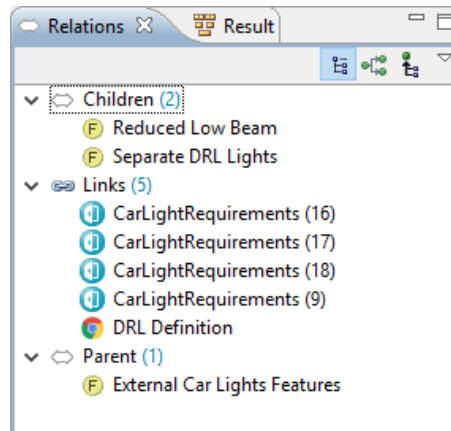 Relations Result
Children (2)
F Reduced Low Beam
F Separate DRL Lights
Links (5)
CarLightRequirements (16)
CarLightRequirements (17)
CarLightRequirements (18)
CarLightRequirements (9)
DRL Definition
Parent (1)
F External Car Lights Features